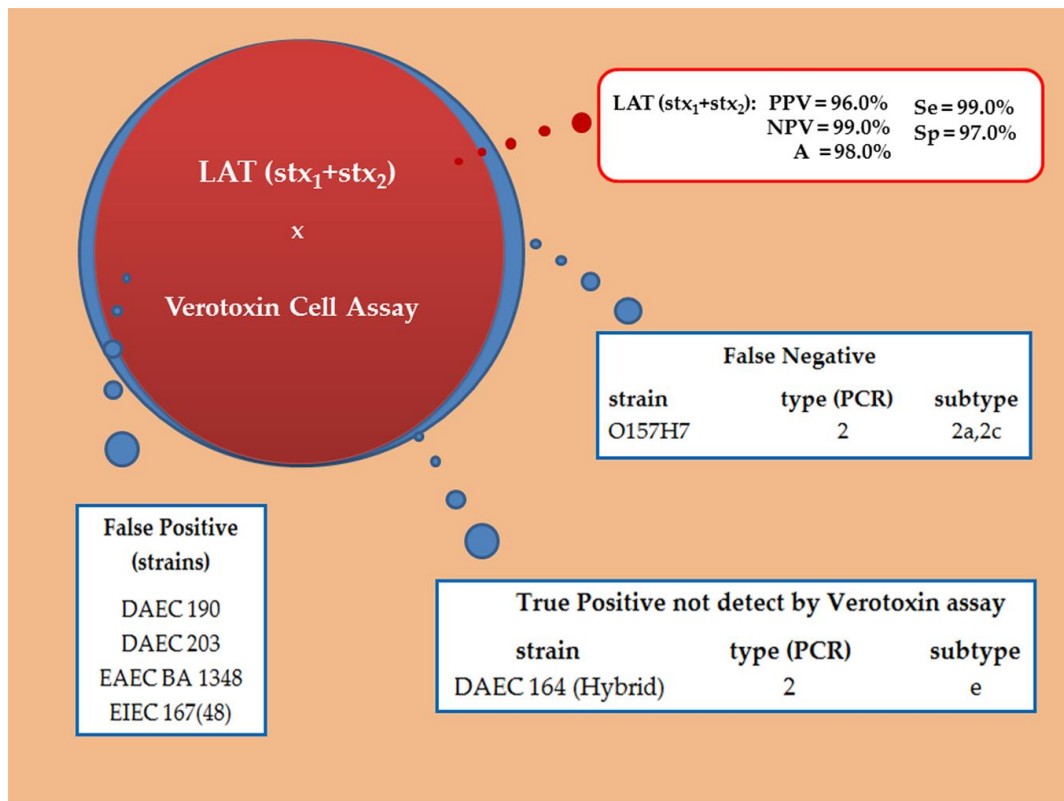 LAT (stx₁+stx₂)
x
Verotoxin Cell Assay
LAT (stx₁+stx₂): PPV = 96.0% Se = 99.0%
NPV = 99.0% Sp = 97.0%
A = 98.0%
False Negative
strain type (PCR) subtype
O157H7 2 2a,2c
False Positive
(strains)
DAEC 190
DAEC 203
EAEC BA 1348
EIEC 167(48)
True Positive not detect by Verotoxin assay
strain type (PCR) subtype
DAEC 164 (Hybrid) 2 e